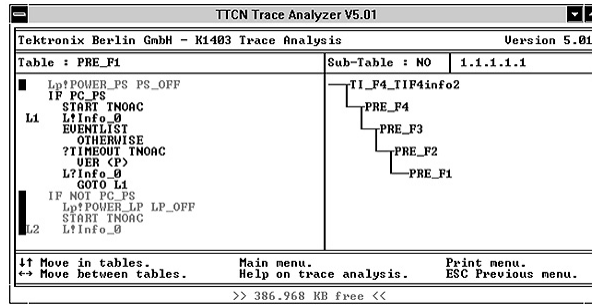 TTCN Trace Analyzer V5.01
Tektronix Berlin GmbH - K1403 Trace Analysis Version 5.01
Table : PRE_F1 Sub-Table : NO 1.1.1.1.1
Lp!POWER_PS PS_OFF
IF PC_PS
START TNOAC
L1 L!Info_0
EVENTLIST
OTHERWISE
?TIMEOUT TNOAC
VER (P)
L?Info_0
GOTO L1
IF NOT PC_PS
Lp!POWER_LP LP_OFF
START TNOAC
L2 L!Info_0
TI_F4_TIF4info2
PRE_F4
PRE_F3
PRE_F2
PRE_F1
↓↑ Move in tables. Main menu. Print menu.
↔ Move between tables. Help on trace analysis. ESC Previous menu.
>> 386.968 KB free <<